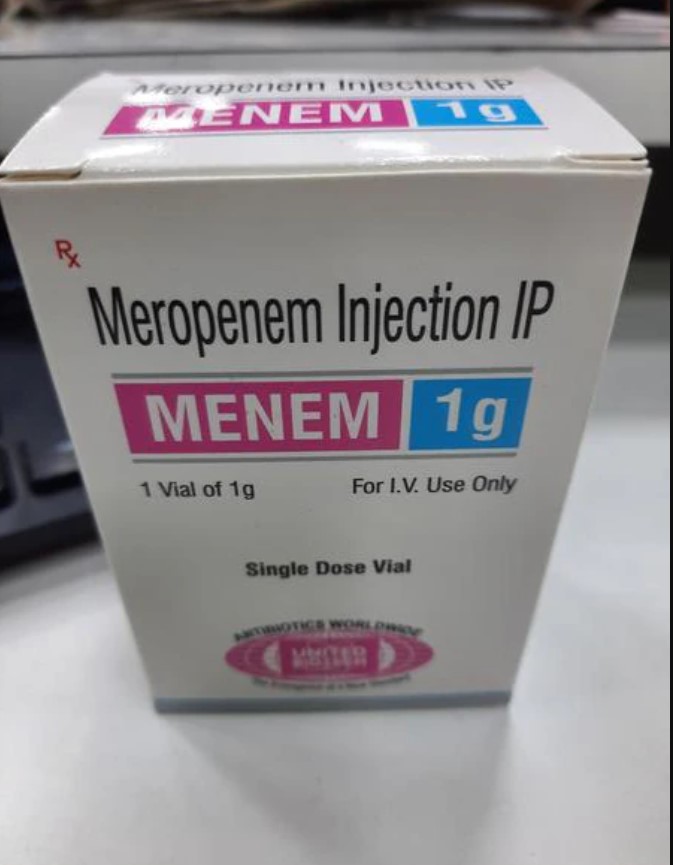 Meropenem Injection IP
MENEM 1g
Rx
Meropenem Injection IP
MENEM 1g
1 Vial of 1g For I.V. Use Only
Single Dose Vial
ANTIBIOTICS WORLDWIDE
UNITED
BIOTECH